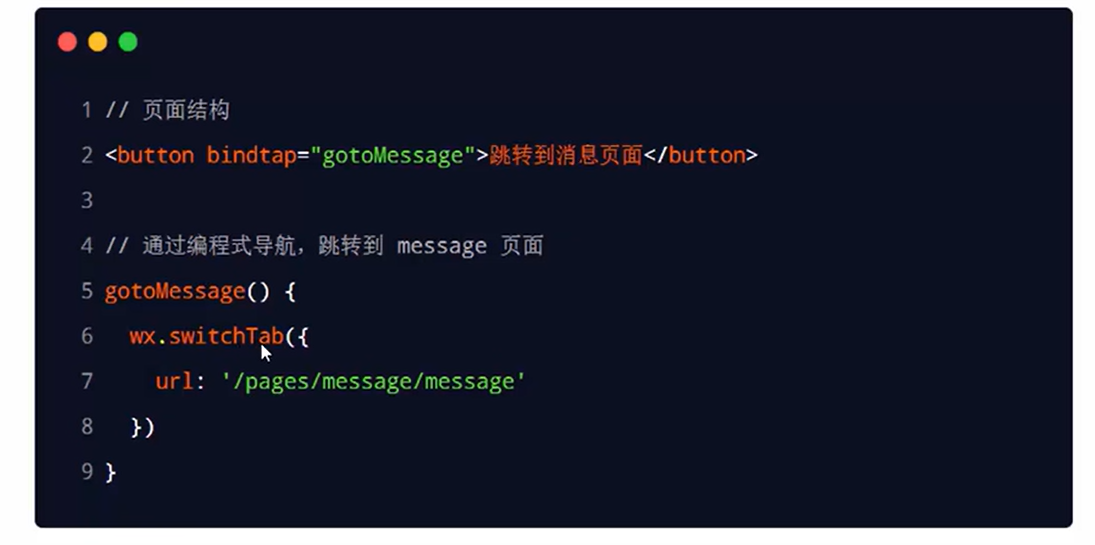 1 // 页面结构
2 <button bindtap="gotoMessage">跳转到消息页面</button>
3
4 // 通过编程式导航，跳转到 message 页面
5 gotoMessage() {
6   wx.switchTab({
7     url: '/pages/message/message'
8   })
9 }